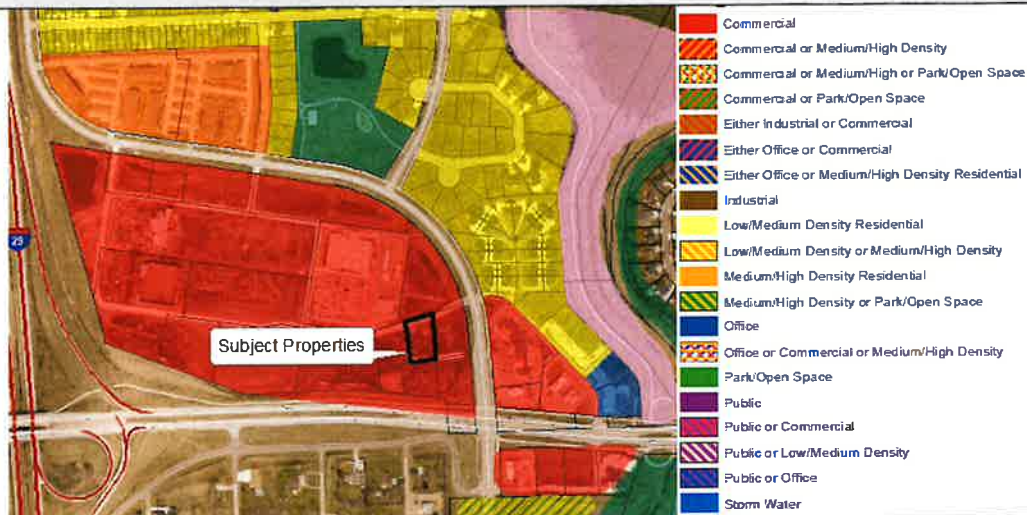 Commercial
Commercial or Medium/High Density
Commercial or Medium/High or Park/Open Space
Commercial or Park/Open Space
Either Industrial or Commercial
Either Office or Commercial
Either Office or Medium/High Density Residential
Industrial
Low/Medium Density Residential
Low/Medium Density or Medium/High Density
Medium/High Density Residential
Medium/High Density or Park/Open Space
Office
Office or Commercial or Medium/High Density
Park/Open Space
Public
Public or Commercial
Public or Low/Medium Density
Public or Office
Storm Water
29
Subject Properties